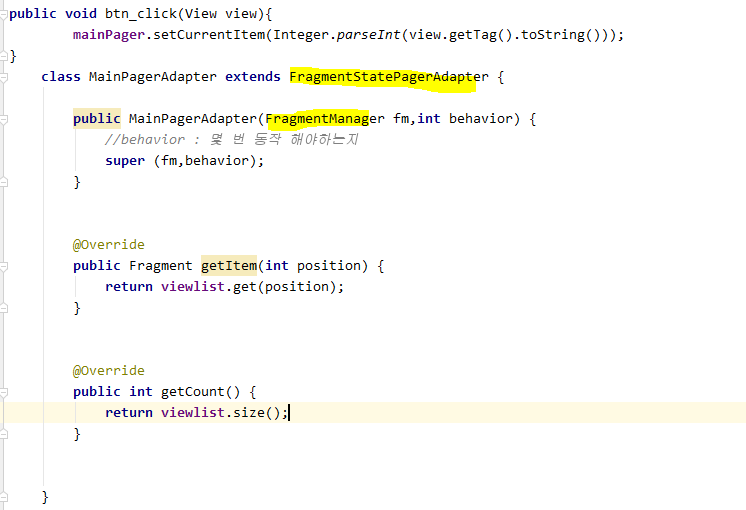 public void btn_click(View view){
mainPager.setCurrentItem(Integer.parseInt(view.getTag().toString()));
}
class MainPagerAdapter extends FragmentStatePagerAdapter {
public MainPagerAdapter(FragmentManager fm,int behavior) {
//behavior : 몇 번 동작 해야하는지
super (fm,behavior);
}
@Override
public Fragment getItem(int position) {
return viewlist.get(position);
}
@Override
public int getCount() {
return viewlist.size();
}
}